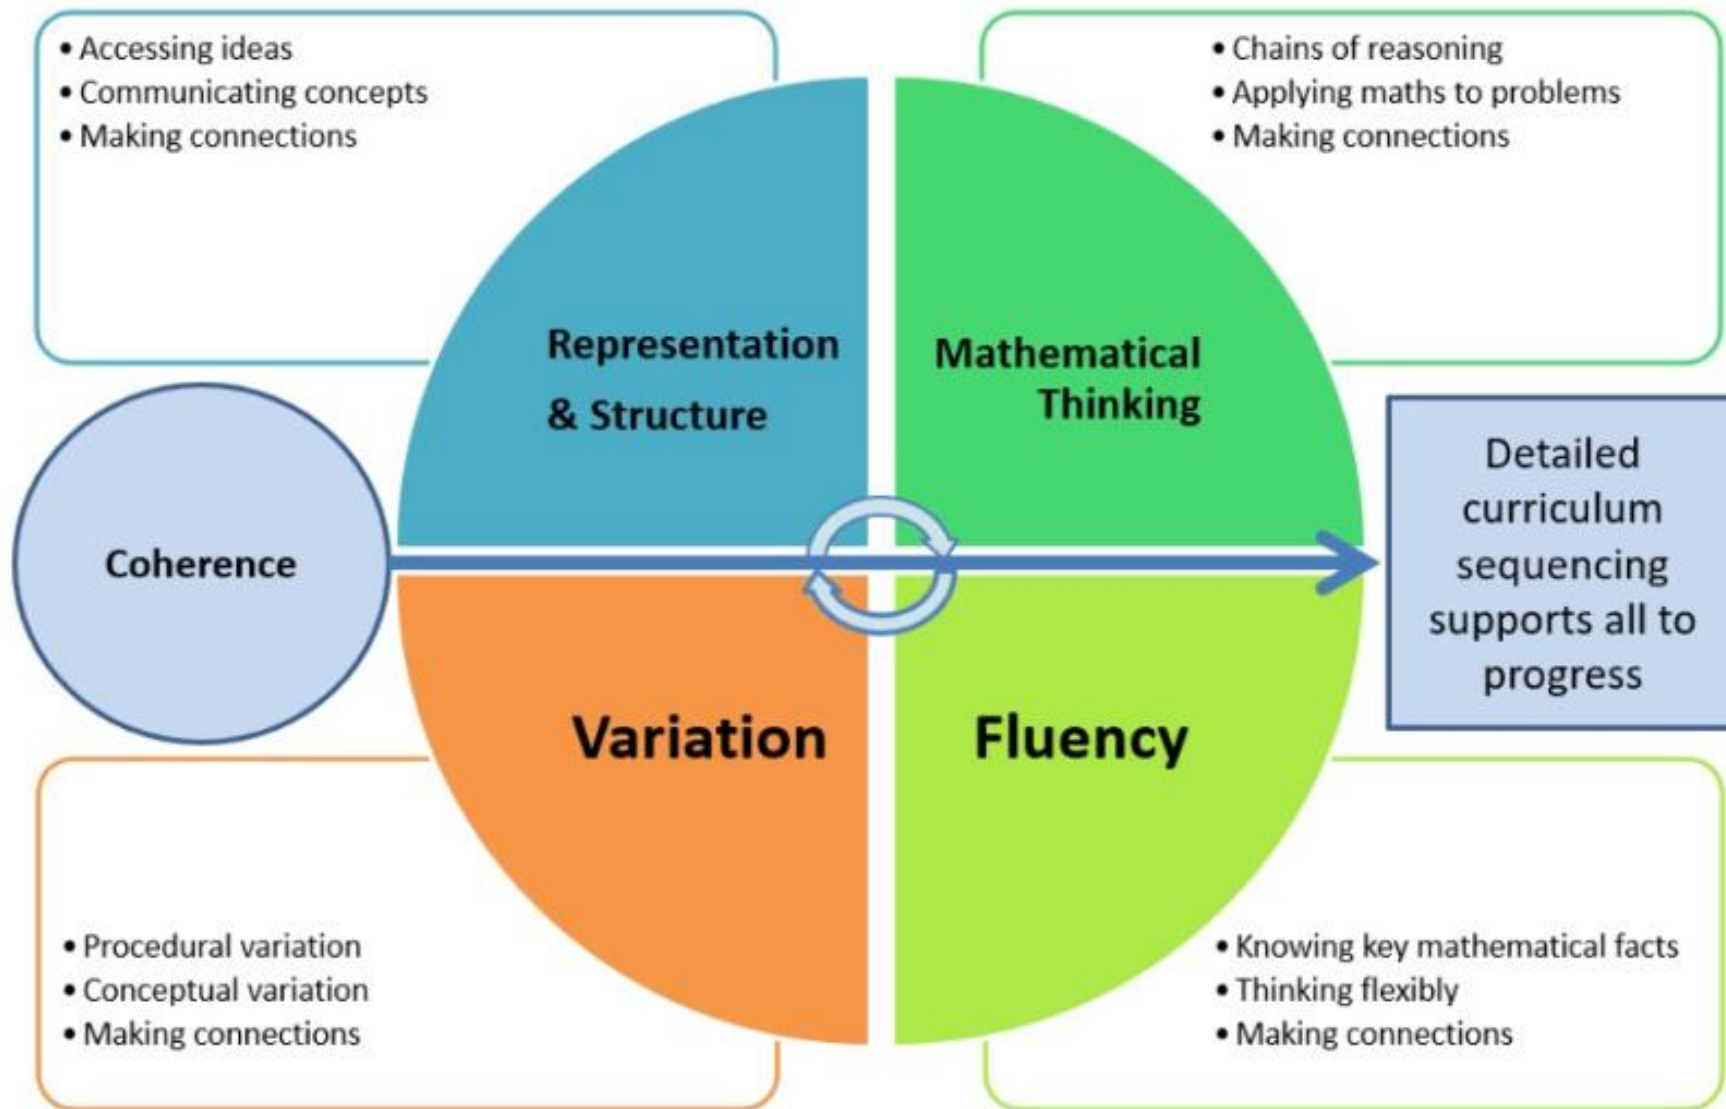 • Accessing ideas
• Communicating concepts
• Making connections
• Chains of reasoning
• Applying maths to problems
• Making connections
Representation
& Structure
Mathematical
Thinking
Coherence
Detailed
curriculum
sequencing
supports all to
progress
Variation
Fluency
• Procedural variation
• Conceptual variation
• Making connections
• Knowing key mathematical facts
• Thinking flexibly
• Making connections